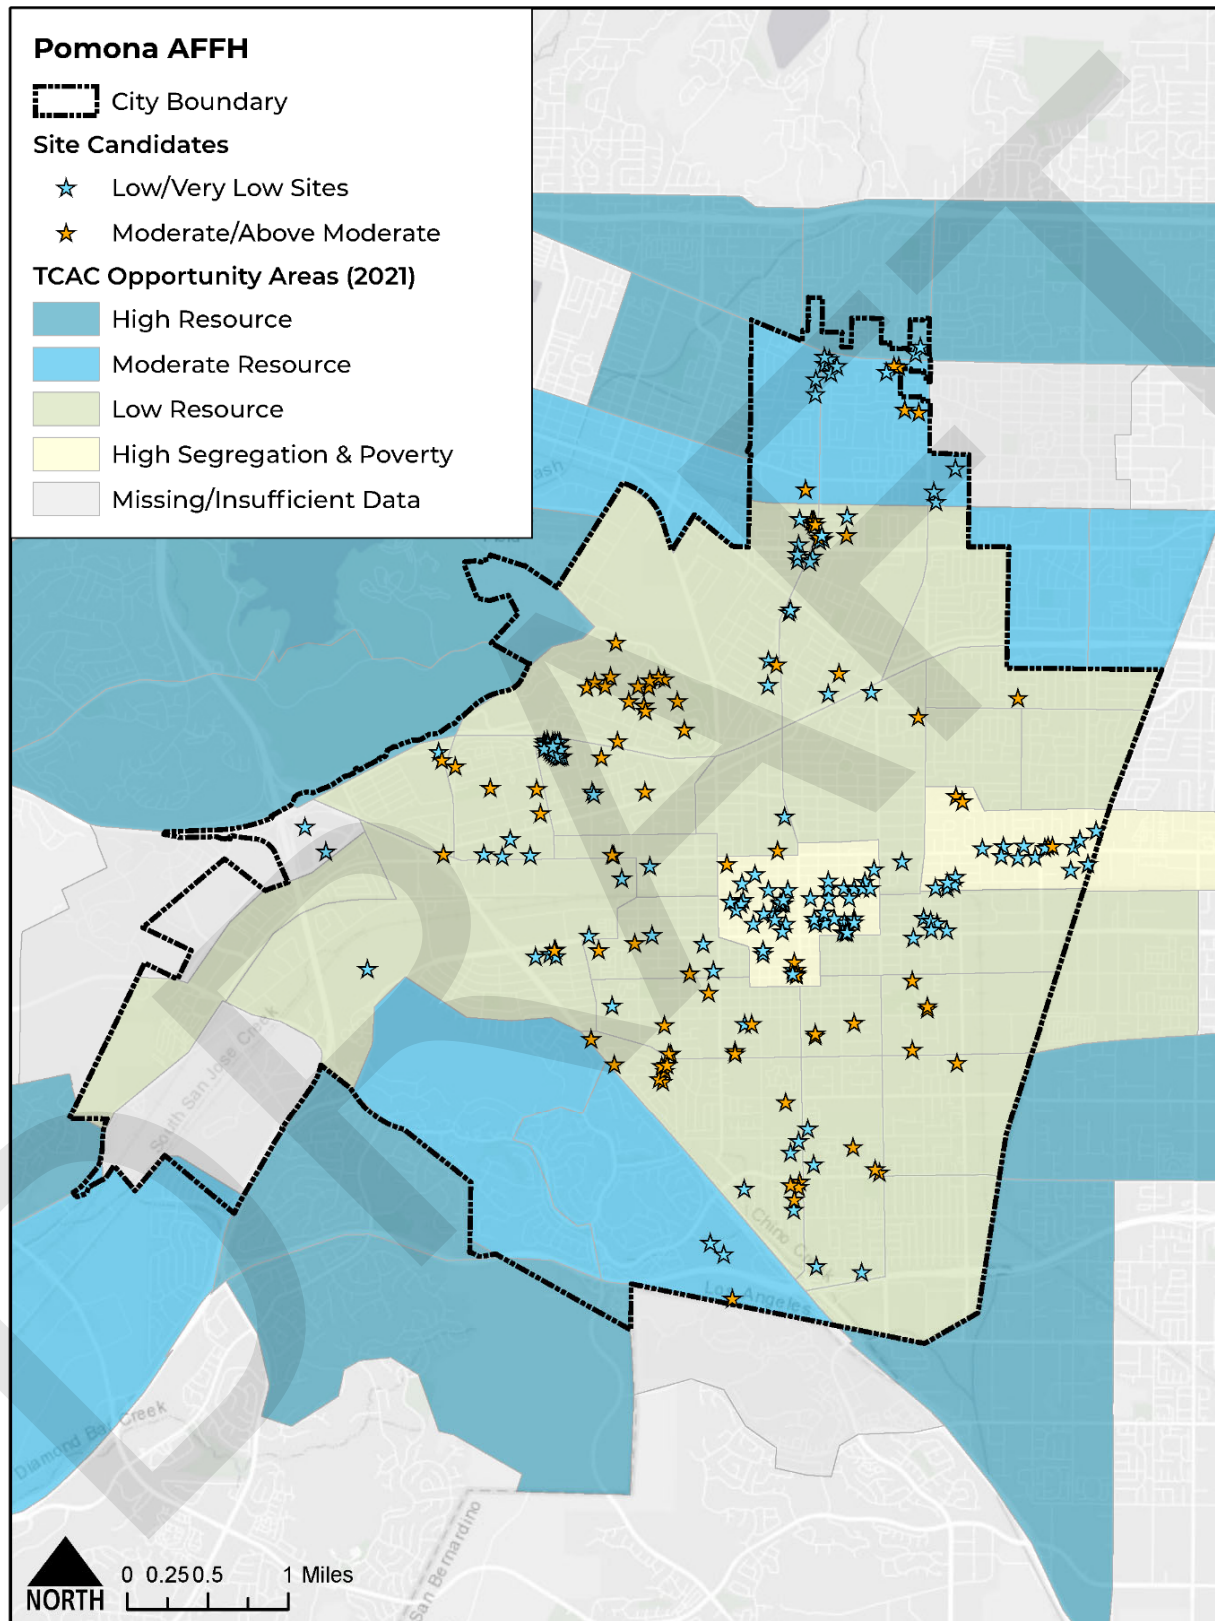 Pomona AFFH
City Boundary
Site Candidates
Low/Very Low Sites
Moderate/Above Moderate
TCAC Opportunity Areas (2021)
High Resource
Moderate Resource
Low Resource
High Segregation & Poverty
Missing/Insufficient Data
DRAFT
South San Jose Creek
Chino Creek
Los Angeles
Diamond Bar Creek
San Bernardino
NORTH
0 0.25 0.5 1 Miles